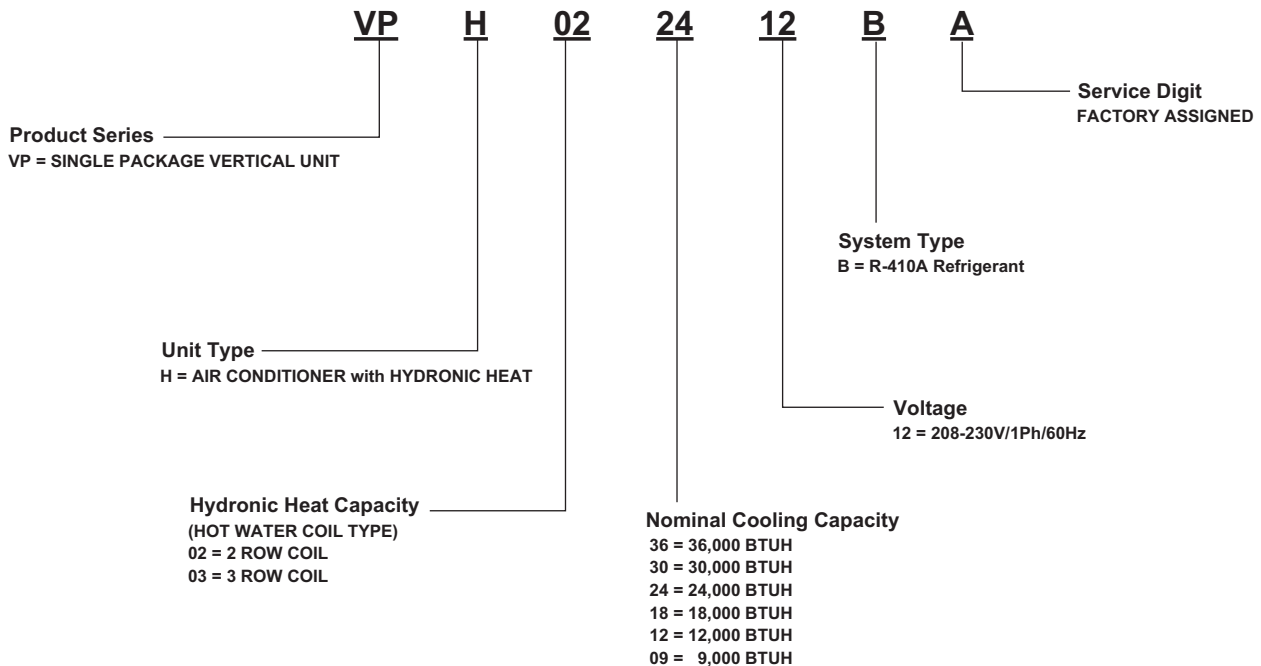 VP H 02 24 12 B A
Service Digit
FACTORY ASSIGNED
Product Series
VP = SINGLE PACKAGE VERTICAL UNIT
System Type
B = R-410A Refrigerant
Unit Type
H = AIR CONDITIONER with HYDRONIC HEAT
Voltage
12 = 208-230V/1Ph/60Hz
Hydronic Heat Capacity
(HOT WATER COIL TYPE)
02 = 2 ROW COIL
03 = 3 ROW COIL
Nominal Cooling Capacity
36 = 36,000 BTUH
30 = 30,000 BTUH
24 = 24,000 BTUH
18 = 18,000 BTUH
12 = 12,000 BTUH
09 = 9,000 BTUH